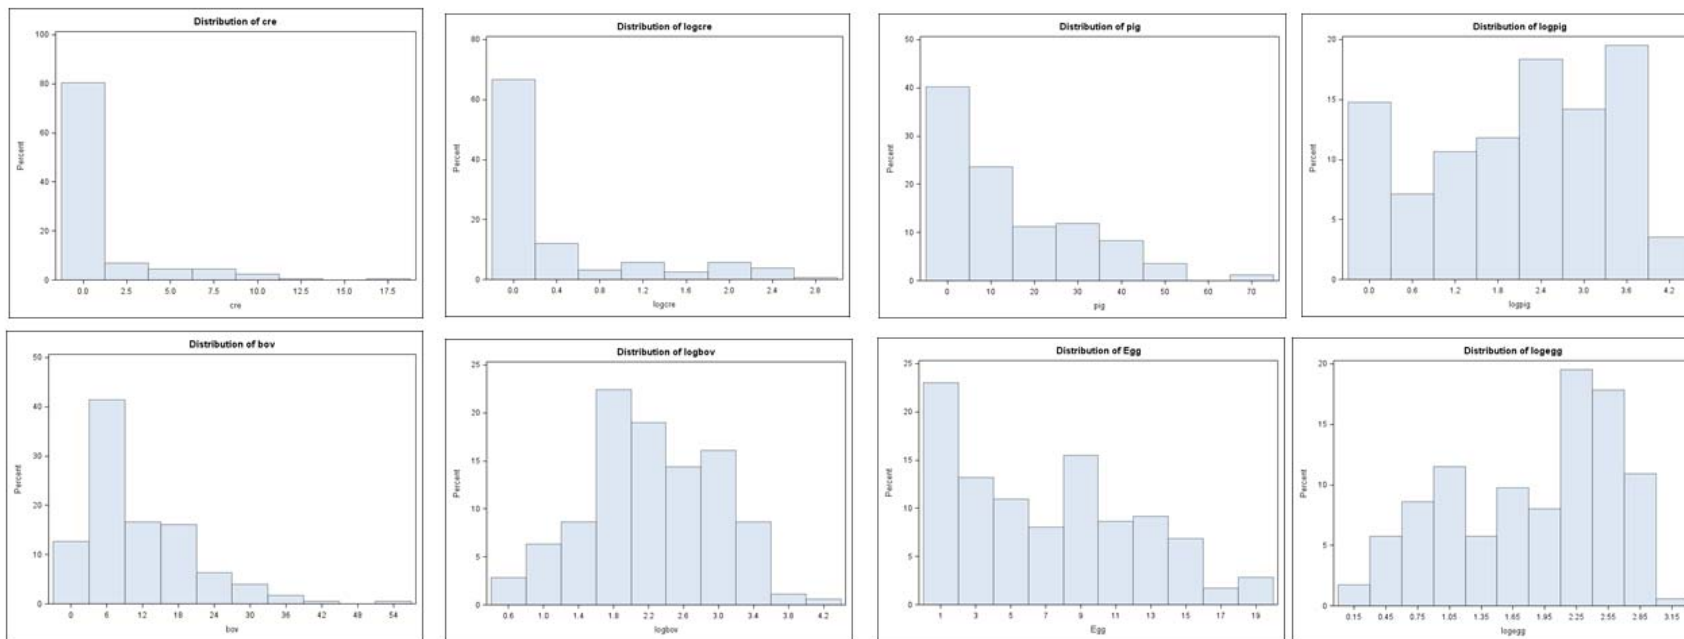 Distribution of cre
100
80
60
40
20
0
Percent
0.0 2.5 5.0 7.5 10.0 12.5 15.0 17.5
cre
Distribution of logcre
80
60
40
20
0
Percent
0.0 0.4 0.8 1.2 1.6 2.0 2.4 2.8
logcre
Distribution of pig
50
40
30
20
10
0
Percent
0 10 20 30 40 50 60 70
pig
Distribution of logpig
20
15
10
5
0
Percent
0.0 0.6 1.2 1.8 2.4 3.0 3.6 4.2
logpig
Distribution of bov
50
40
30
20
10
0
Percent
0 6 12 18 24 30 36 42 48 54
bov
Distribution of logbov
25
20
15
10
5
0
Percent
0.6 1.0 1.4 1.8 2.2 2.6 3.0 3.4 3.8 4.2
logbov
Distribution of Egg
25
20
15
10
5
0
Percent
1 3 5 7 9 11 13 15 17 19
Egg
Distribution of logegg
20
15
10
5
0
Percent
0.15 0.45 0.75 1.05 1.35 1.65 1.95 2.25 2.55 2.85 3.15
logegg